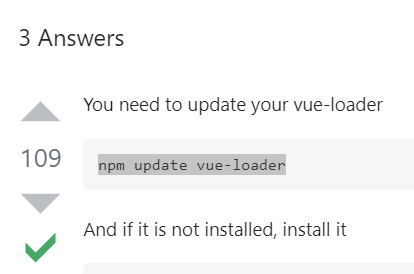 3 Answers
You need to update your vue-loader
109
npm update vue-loader
And if it is not installed, install it